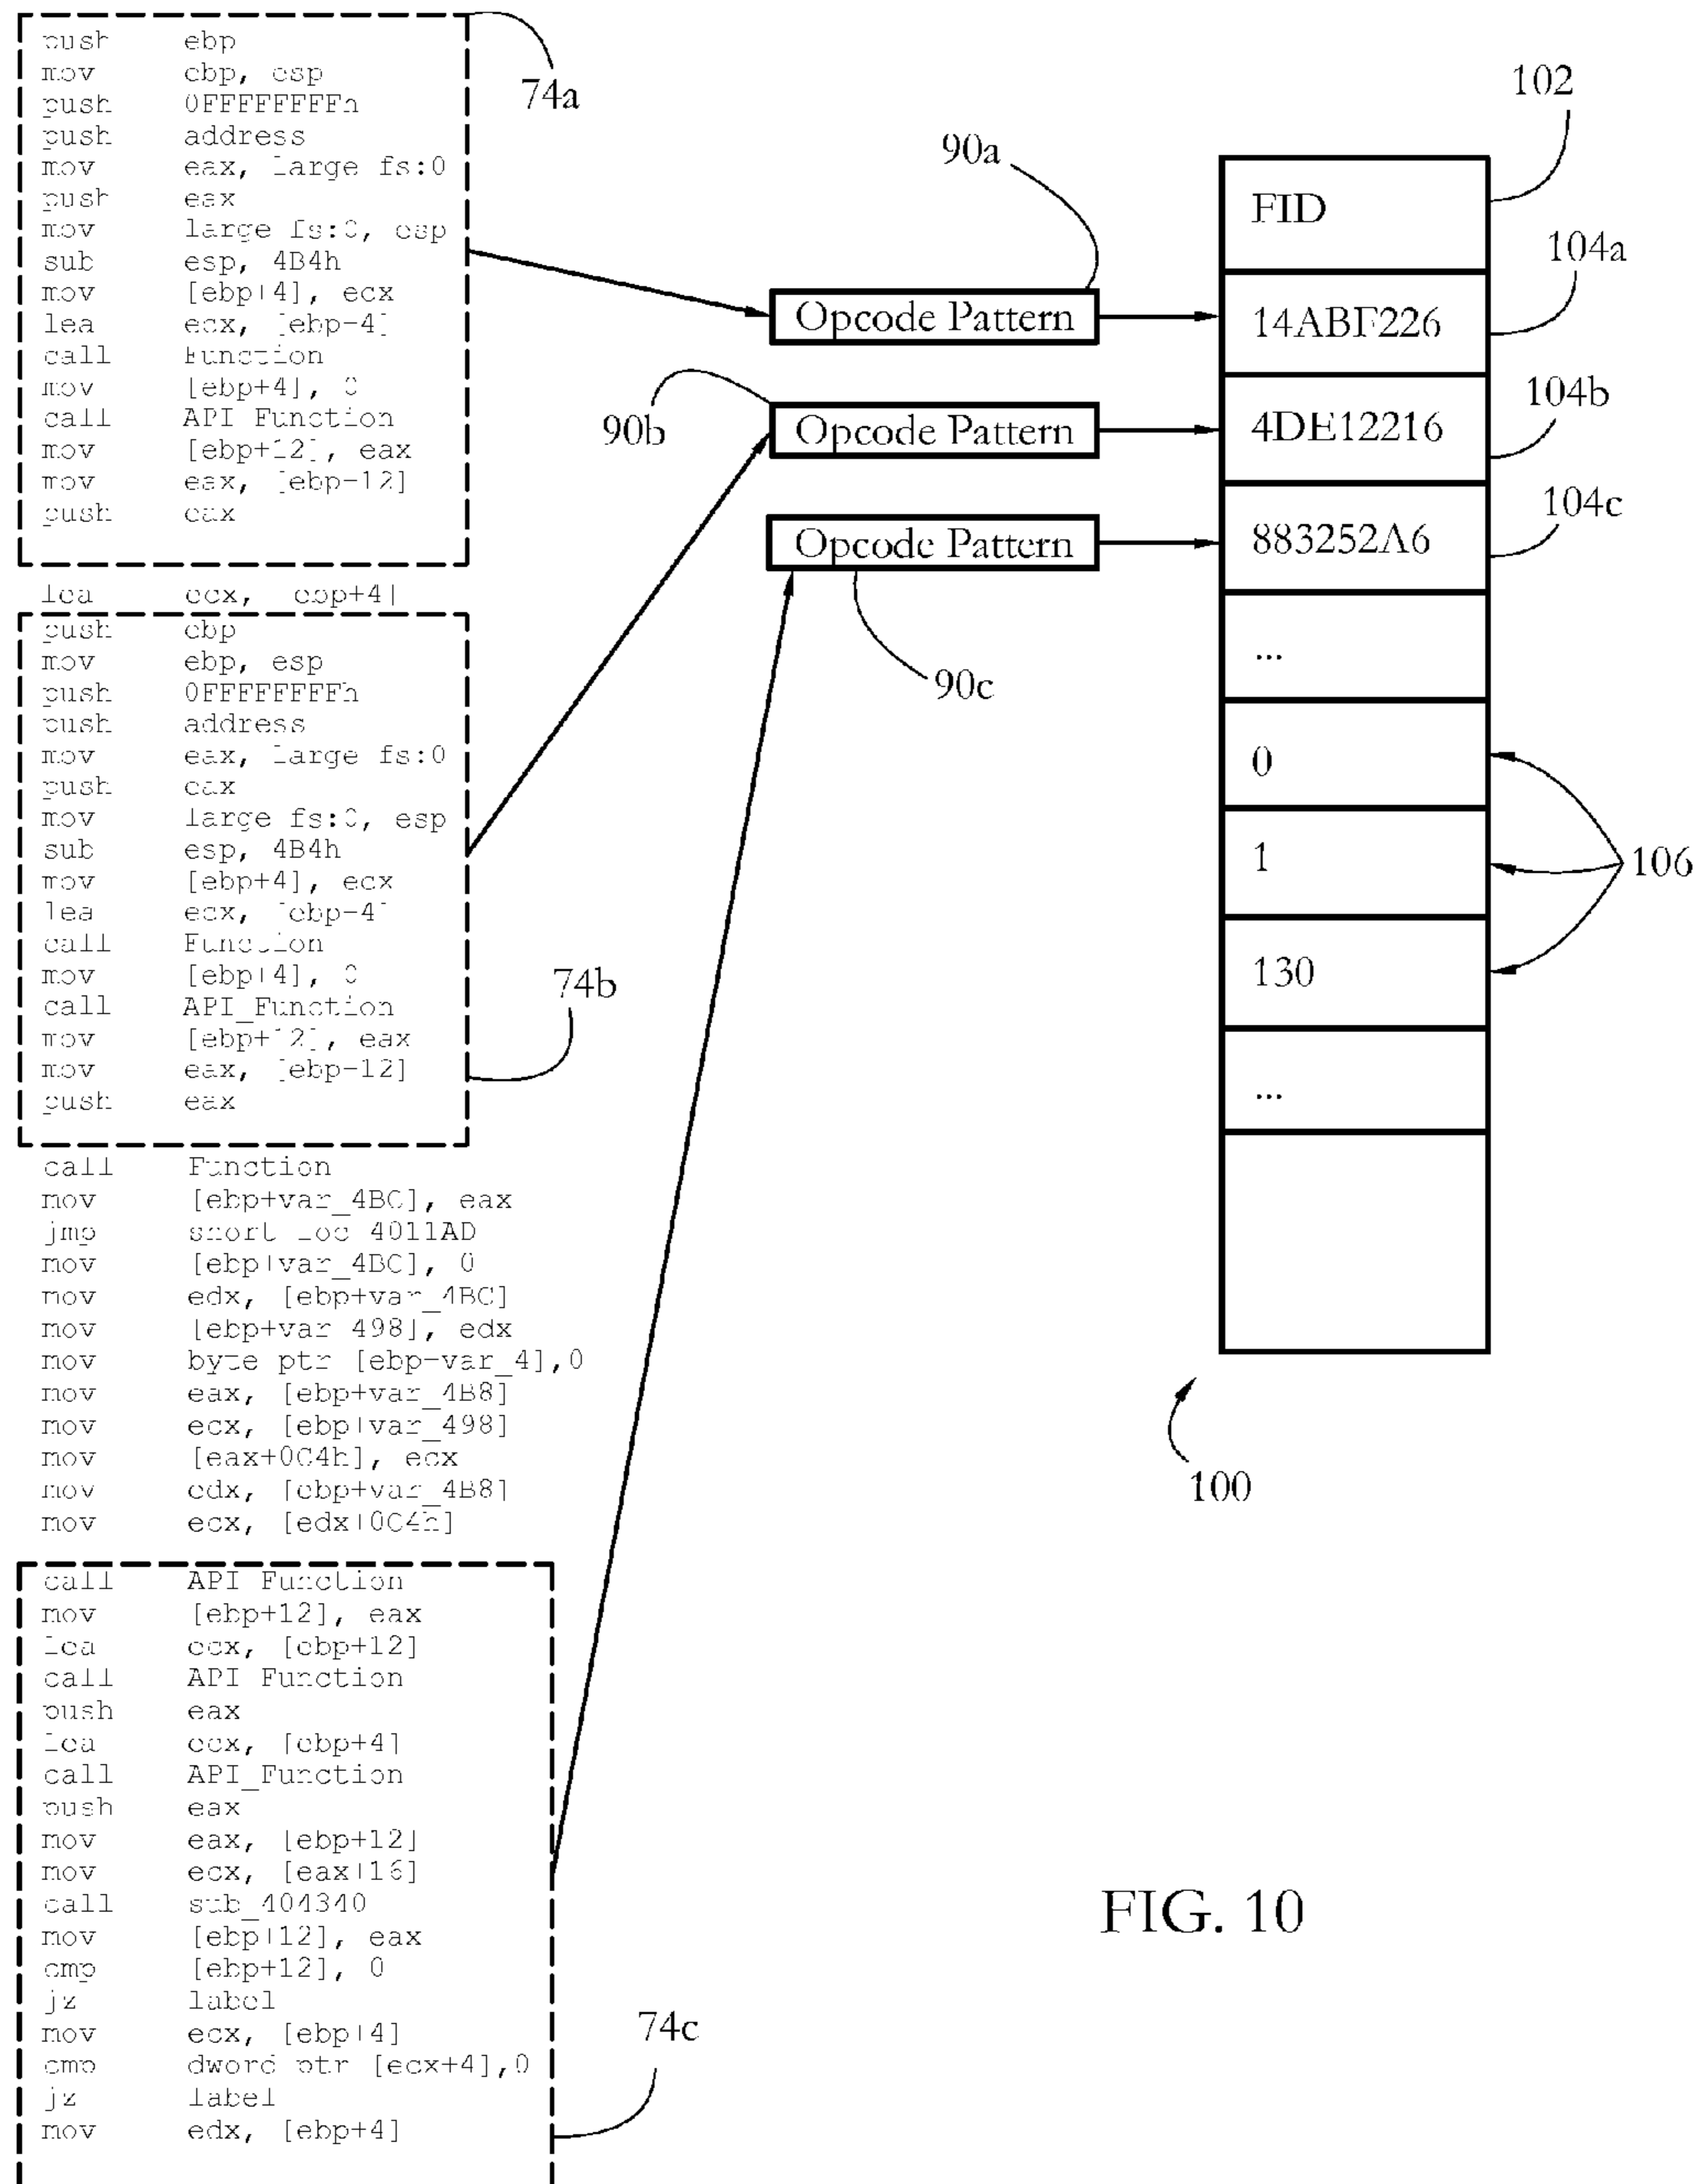 push ebp
mov ebp, esp
push 0FFFFFFFFh
push address
mov eax, large fs:0
push eax
mov large fs:0, esp
sub esp, 4B4h
mov [ebp+4], ecx
lea ecx, [ebp-4]
call Function
mov [ebp+4], 0
call API_Function
mov [ebp+12], eax
mov eax, [ebp-12]
push eax
74a
lea ecx, [ebp+4]
push ebp
mov ebp, esp
push 0FFFFFFFFh
push address
mov eax, large fs:0
push eax
mov large fs:0, esp
sub esp, 4B4h
mov [ebp+4], ecx
lea ecx, [ebp-4]
call Function
mov [ebp+4], 0
call API_Function
mov [ebp+12], eax
mov eax, [ebp-12]
push eax
74b
call Function
mov [ebp+var_4BC], eax
jmp short loc 4011AD
mov [ebp+var_4BC], 0
mov edx, [ebp+var_4BC]
mov [ebp+var 498], edx
mov byte ptr [ebp-var_4],0
mov eax, [ebp+var_4B8]
mov ecx, [ebp+var_498]
mov [eax+0C4h], ecx
mov edx, [ebp+var_4B8]
mov ecx, [edx+0C4h]
call API Function
mov [ebp+12], eax
lea ecx, [ebp+12]
call API Function
push eax
lea ecx, [ebp+4]
call API_Function
push eax
mov eax, [ebp+12]
mov ecx, [eax+16]
call sub_404340
mov [ebp+12], eax
cmp [ebp+12], 0
jz label
mov ecx, [ebp+4]
cmp dword ptr [ecx+4],0
jz label
mov edx, [ebp+4]
74c
90a
Opcode Pattern
90b
Opcode Pattern
Opcode Pattern
90c
102
FID
104a
14ABF226
104b
4DE12216
104c
883252A6
...
0
1
106
130
...
100
FIG. 10